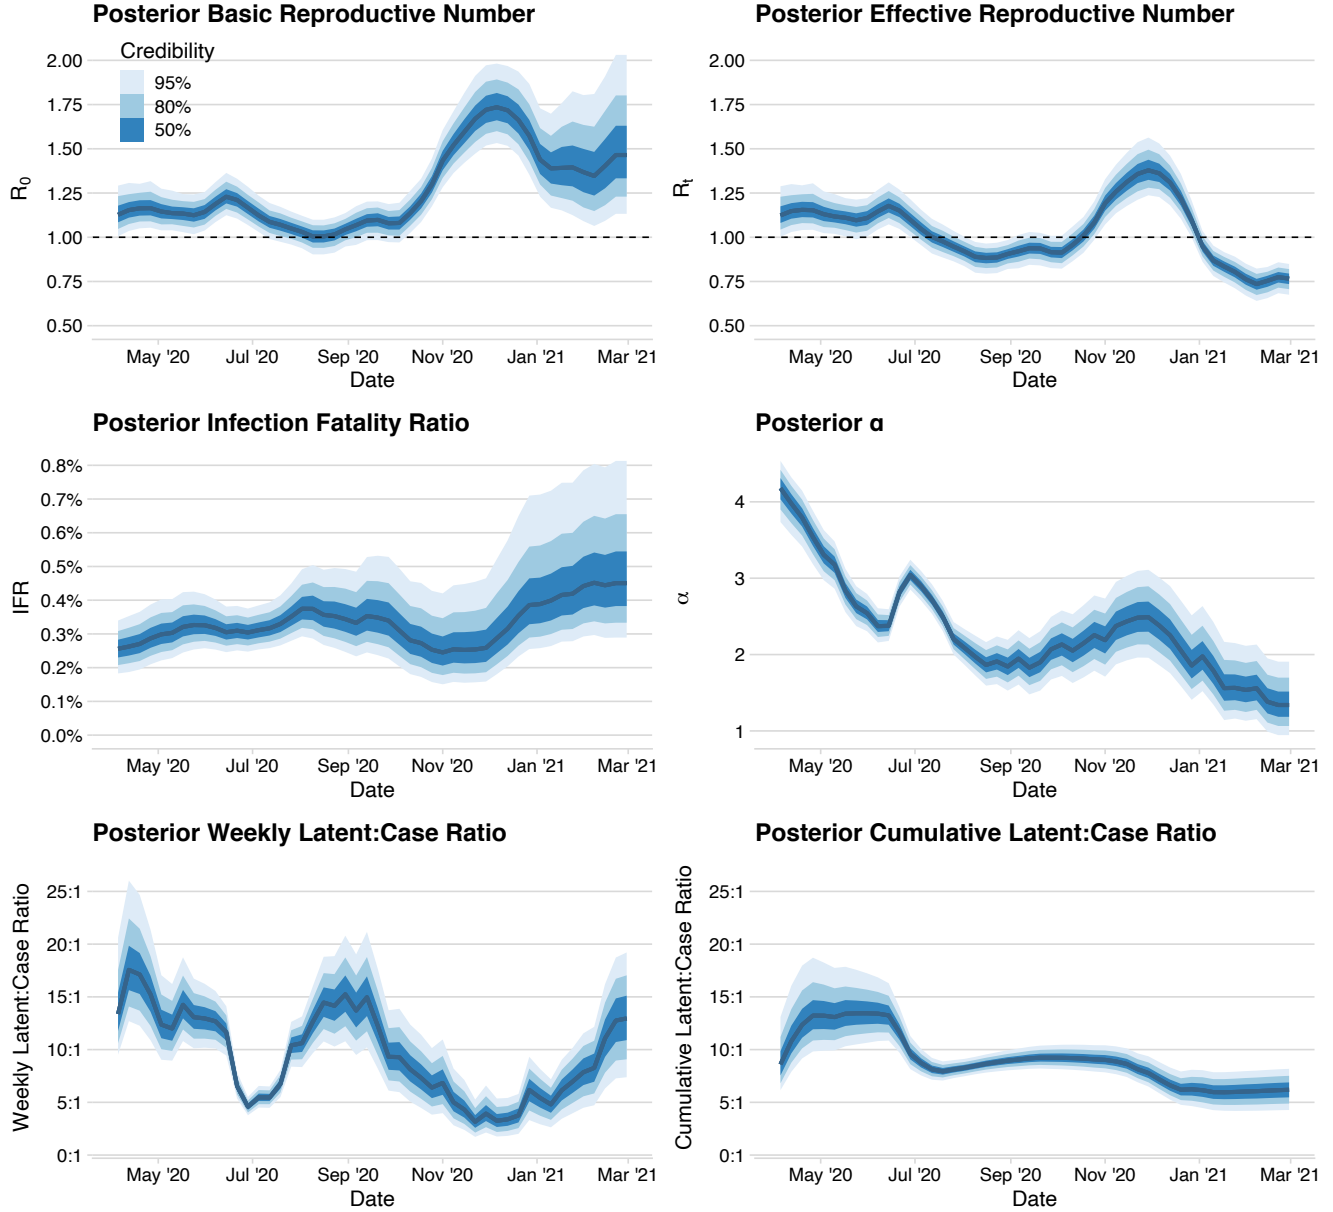 Posterior Basic Reproductive Number
Credibility
95%
80%
50%
2.00
1.75
1.50
1.25
1.00
0.75
0.50
R0
May '20 Jul '20 Sep '20 Nov '20 Jan '21 Mar '21
Date
Posterior Effective Reproductive Number
2.00
1.75
1.50
1.25
1.00
0.75
0.50
Rt
May '20 Jul '20 Sep '20 Nov '20 Jan '21 Mar '21
Date
Posterior Infection Fatality Ratio
0.8%
0.7%
0.6%
0.5%
0.4%
0.3%
0.2%
0.1%
0.0%
IFR
May '20 Jul '20 Sep '20 Nov '20 Jan '21 Mar '21
Date
Posterior α
4
3
2
1
α
May '20 Jul '20 Sep '20 Nov '20 Jan '21 Mar '21
Date
Posterior Weekly Latent:Case Ratio
25:1
20:1
15:1
10:1
5:1
0:1
Weekly Latent:Case Ratio
May '20 Jul '20 Sep '20 Nov '20 Jan '21 Mar '21
Date
Posterior Cumulative Latent:Case Ratio
25:1
20:1
15:1
10:1
5:1
0:1
Cumulative Latent:Case Ratio
May '20 Jul '20 Sep '20 Nov '20 Jan '21 Mar '21
Date